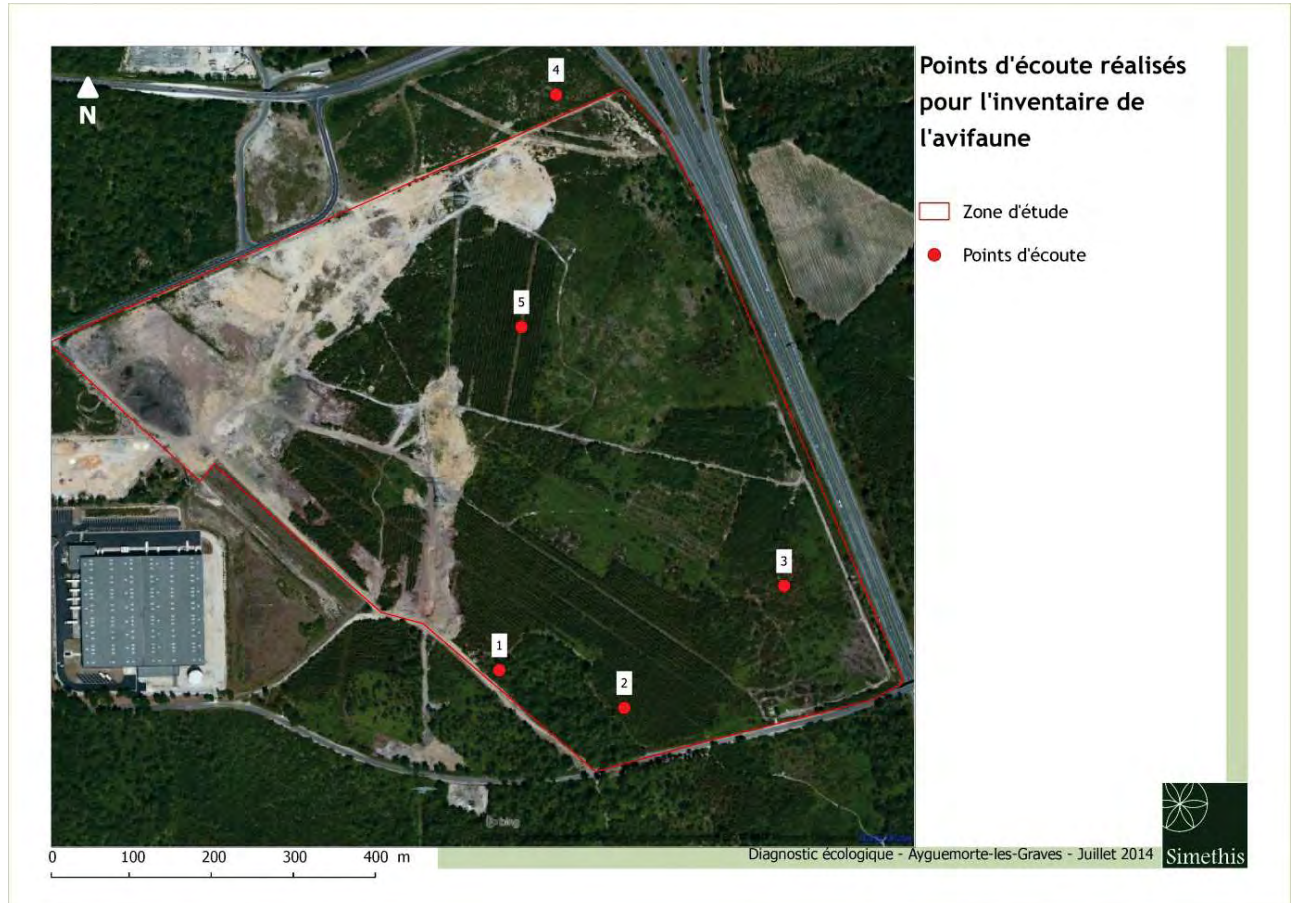 Points d'écoute réalisés
pour l'inventaire de
l'avifaune
Zone d'étude
Points d'écoute
N
4
5
3
1
2
bing
0 100 200 300 400 m
Diagnostic écologique - Ayguemorte-les-Graves - Juillet 2014
Simethis